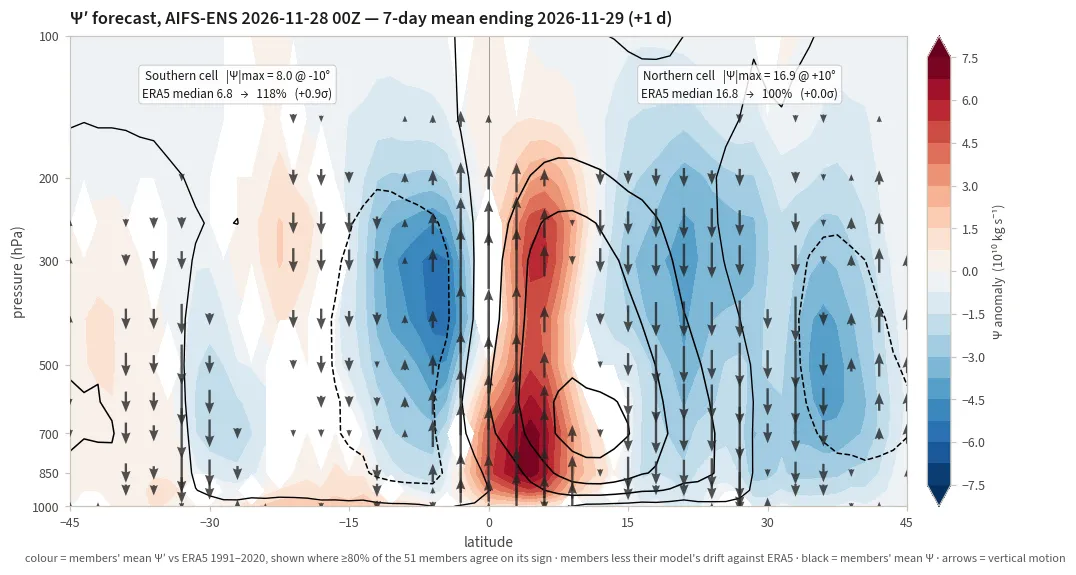 Ψ′ forecast, AIFS-ENS 2026-11-28 00Z — 7-day mean ending 2026-11-29 (+1 d)
Southern cell |Ψ|max = 8.0 @ -10°
ERA5 median 6.8 → 118% (+0.9σ)
Northern cell |Ψ|max = 16.9 @ +10°
ERA5 median 16.8 → 100% (+0.0σ)
pressure (hPa)
100
200
300
400
500
700
850
1000
−45
−30
−15
0
15
30
45
latitude
7.5
6.0
4.5
3.0
1.5
0.0
−1.5
−3.0
−4.5
−6.0
−7.5
Ψ anomaly (10¹⁰ kg s⁻¹)
colour = members' mean Ψ′ vs ERA5 1991–2020, shown where ≥80% of the 51 members agree on its sign · members less their model's drift against ERA5 · black = members' mean Ψ · arrows = vertical motion